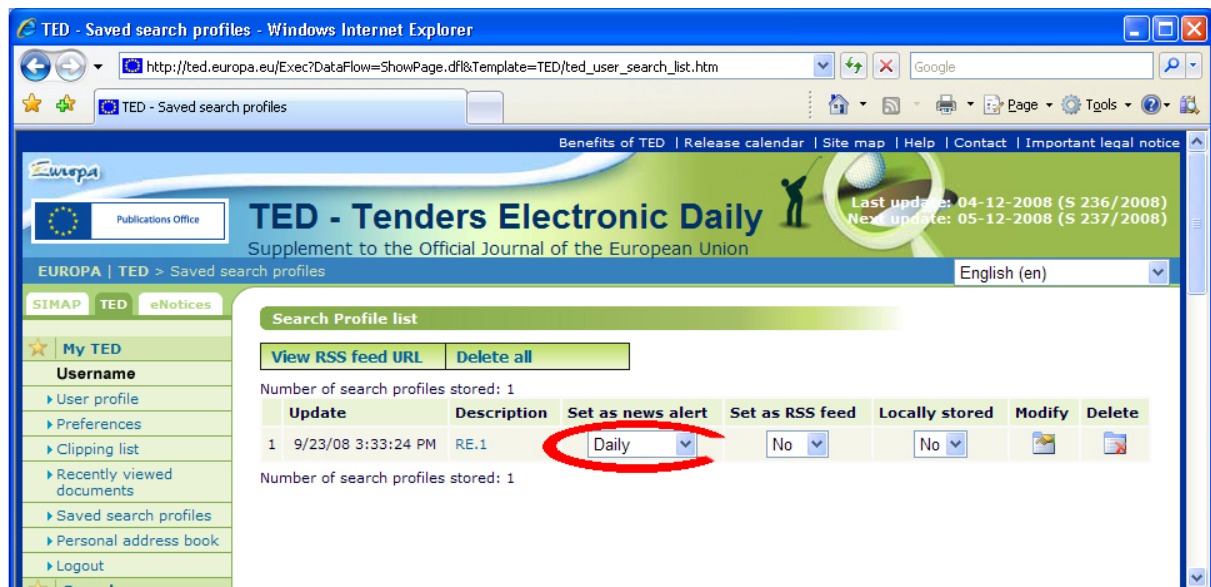 TED - Saved search profiles - Windows Internet Explorer
http://ted.europa.eu/Exec?DataFlow=ShowPage.dfl&Template=TED/ted_user_search_list.htm
Google
TED - Saved search profiles
Page
Tools
Benefits of TED | Release calendar | Site map | Help | Contact | Important legal notice
Europa
Publications Office
TED - Tenders Electronic Daily
Supplement to the Official Journal of the European Union
Last update: 04-12-2008 (S 236/2008)
Next update: 05-12-2008 (S 237/2008)
EUROPA | TED > Saved search profiles
English (en)
SIMAP TED eNotices
My TED
Username
User profile
Preferences
Clipping list
Recently viewed
documents
Saved search profiles
Personal address book
Logout
Search Profile list
View RSS feed URL Delete all
Number of search profiles stored: 1
Update Description Set as news alert Set as RSS feed Locally stored Modify Delete
1 9/23/08 3:33:24 PM RE.1 Daily No No
Number of search profiles stored: 1